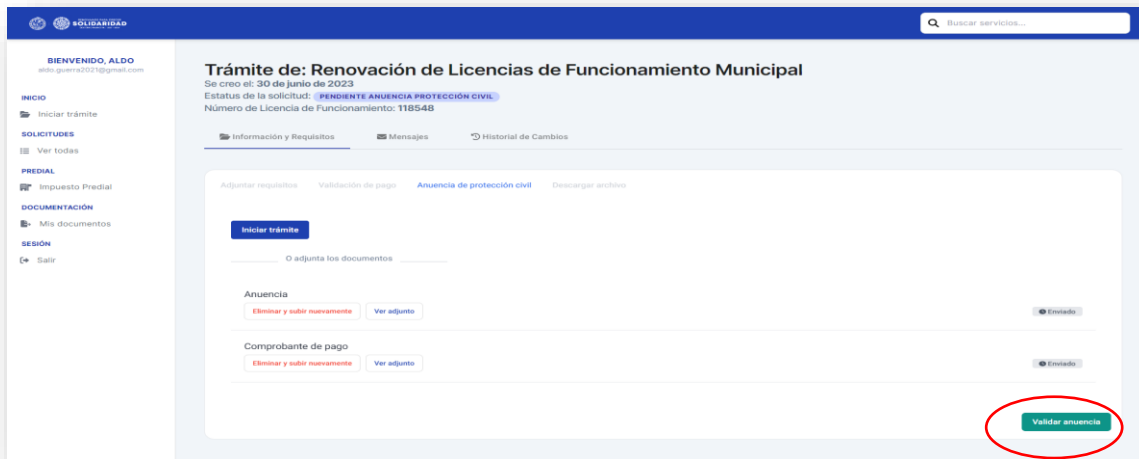 SOLIDARIDAD
Buscar servicios...
BIENVENIDO, ALDO
aldo.guerra2021@gmail.com
INICIO
Iniciar trámite
SOLICITUDES
Ver todas
PREDIAL
Impuesto Predial
DOCUMENTACIÓN
Mis documentos
SESIÓN
Salir
Trámite de: Renovación de Licencias de Funcionamiento Municipal
Se creo el: 30 de junio de 2023
Estatus de la solicitud: PENDIENTE ANUENCIA PROTECCIÓN CIVIL
Número de Licencia de Funcionamiento: 118548
Información y Requisitos Mensajes Historial de Cambios
Adjuntar requisitos Validación de pago Anuencia de protección civil Descargar archivo
Iniciar trámite
O adjunta los documentos
Anuencia
Eliminar y subir nuevamente Ver adjunto Enviado
Comprobante de pago
Eliminar y subir nuevamente Ver adjunto Enviado
Validar anuencia